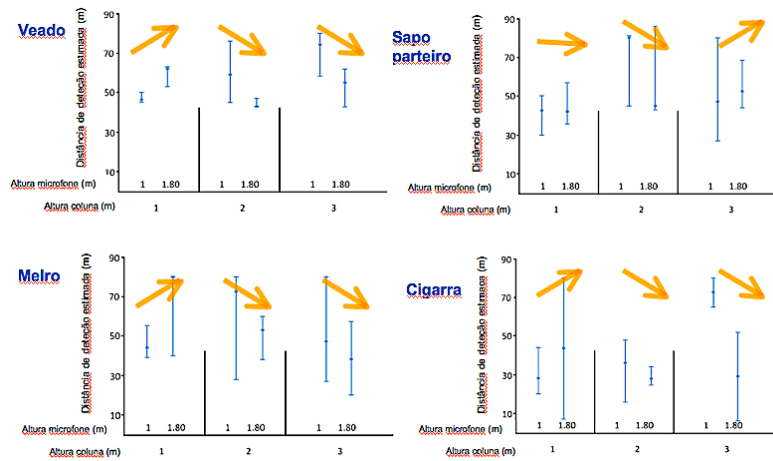 Veado
Distância de deteção estimada (m)
90
70
50
30
10
Altura microfone (m)
1 1.80 1 1.80 1 1.80
Altura coluna (m)
1 2 3
Sapo
parteiro
Distância de deteção estimada (m)
90
70
50
30
10
Altura microfone (m)
1 1.80 1 1.80 1 1.80
Altura coluna (m)
1 2 3
Melro
Distância de deteção estimada (m)
90
70
50
30
10
Altura microfone (m)
1 1.80 1 1.80 1 1.80
Altura coluna (m)
1 2 3
Cigarra
Distância de deteção estimada (m)
90
70
50
30
10
Altura microfone (m)
1 1.80 1 1.80 1 1.80
Altura coluna (m)
1 2 3